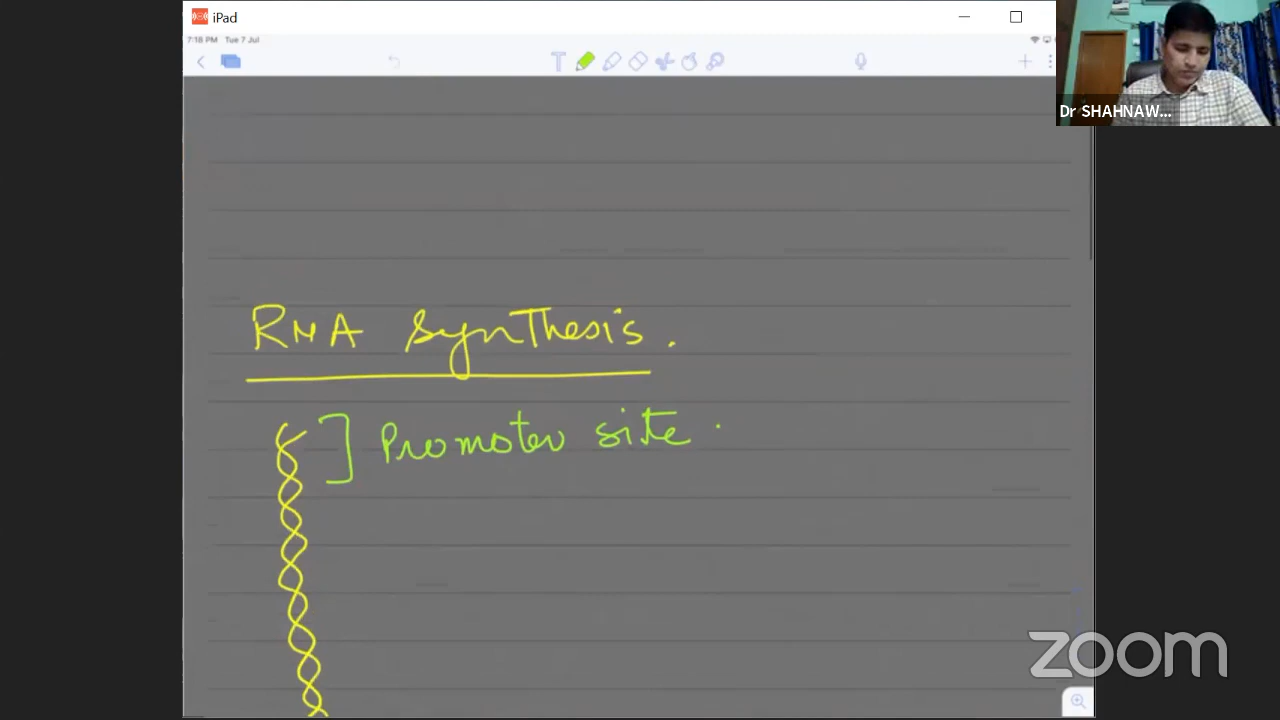 iPad
7:18 PM Tue 7 Jul
Dr SHAHNAW...
RNA Synthesis.
Promoter site.
zoom